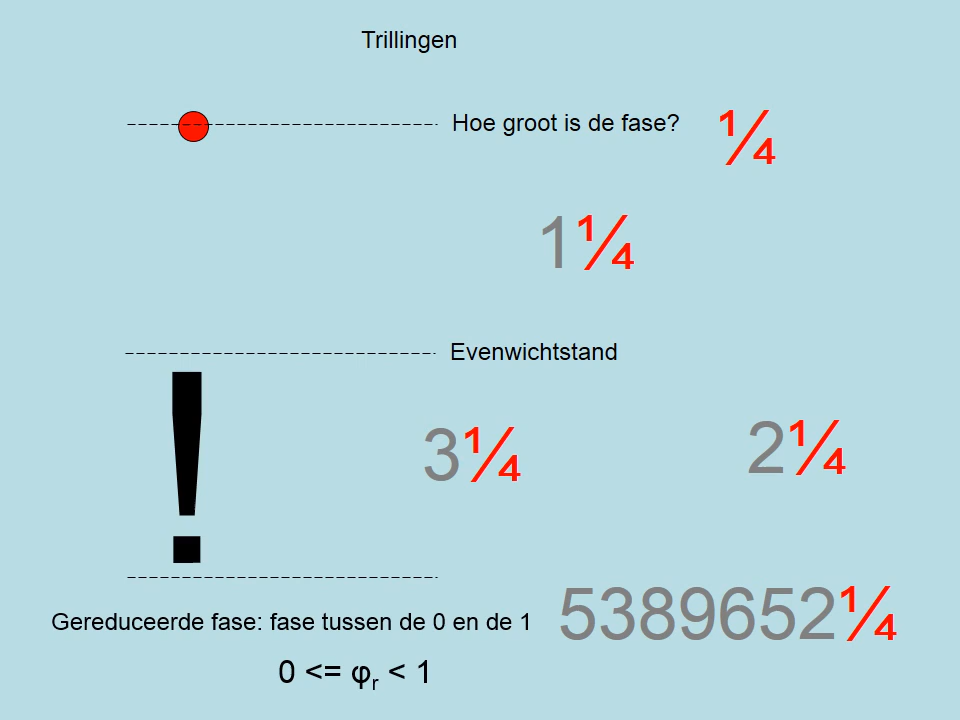 Trillingen
Hoe groot is de fase? ¼
1¼
Evenwichtstand
!
3¼
2¼
5389652¼
Gereduceerde fase: fase tussen de 0 en de 1
0 <= φr < 1